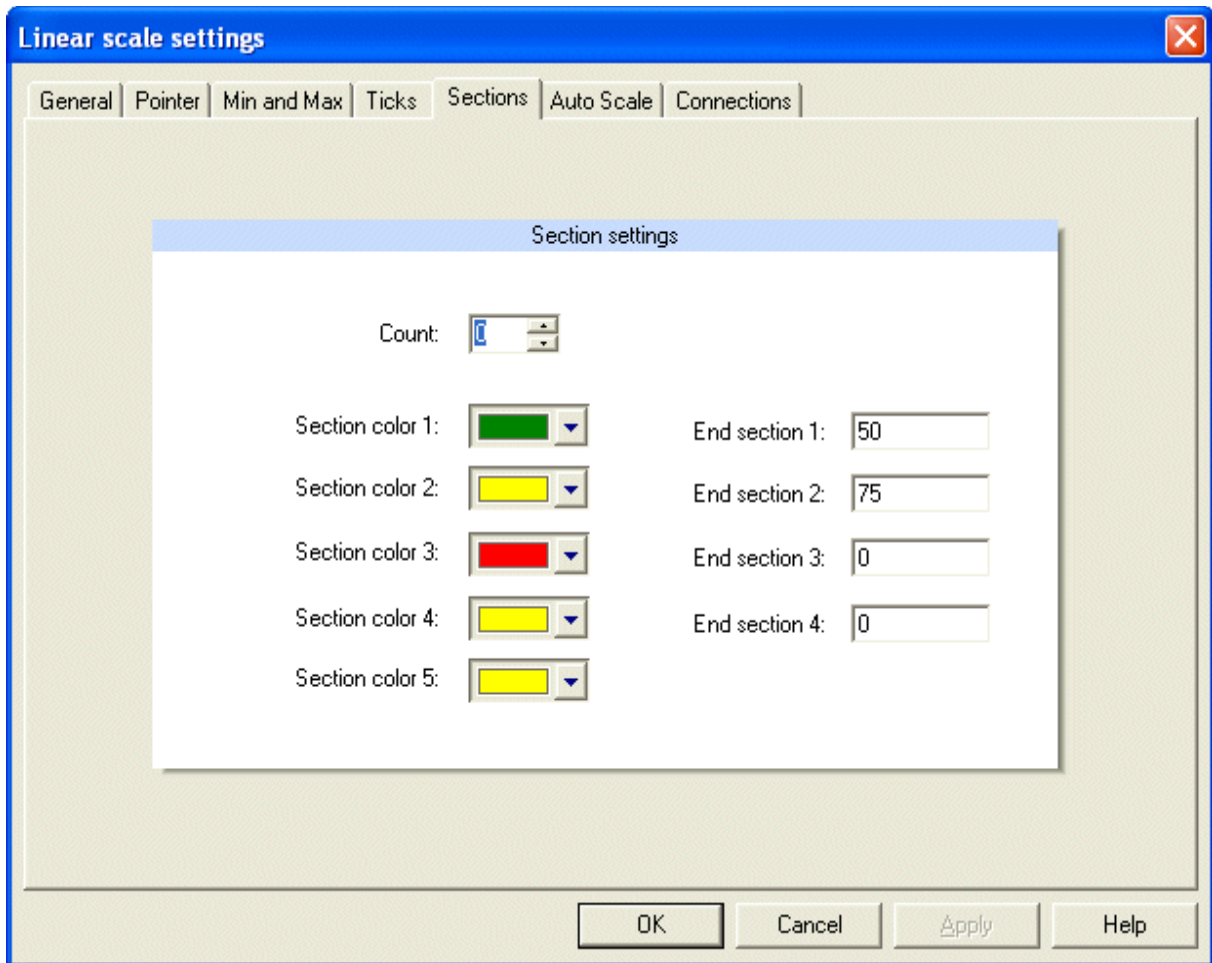 Linear scale settings
General Pointer Min and Max Ticks Sections Auto Scale Connections
Section settings
Count: 0
Section color 1: End section 1: 50
Section color 2: End section 2: 75
Section color 3: End section 3: 0
Section color 4: End section 4: 0
Section color 5:
OK Cancel Apply Help